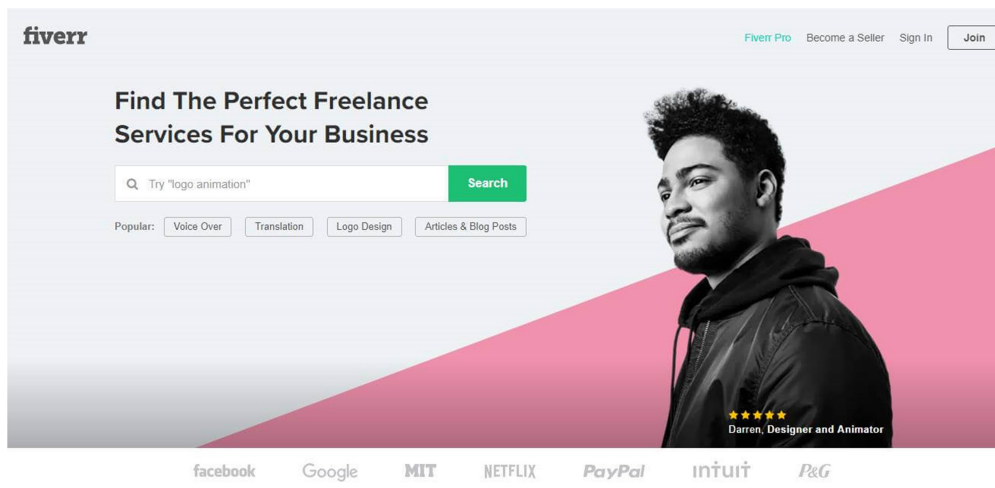 fiverr
Fiverr Pro Become a Seller Sign In Join
Find The Perfect Freelance
Services For Your Business
Try "logo animation" Search
Popular: Voice Over Translation Logo Design Articles & Blog Posts
Darren, Designer and Animator
facebook Google MIT NETFLIX PayPal intuit P&G